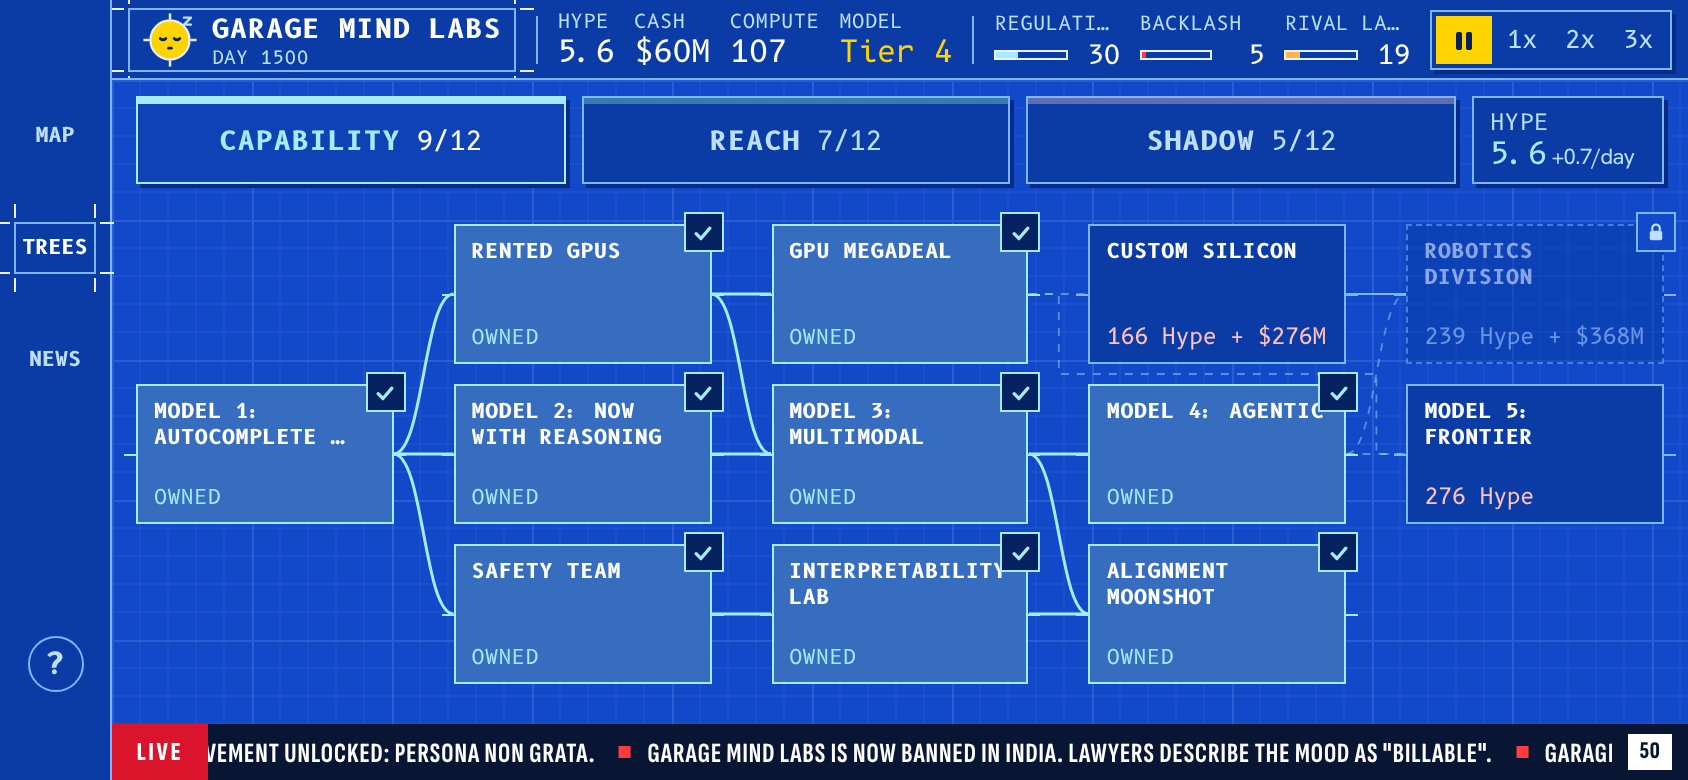 GARAGE MIND LABS
DAY 1500
z
HYPE
5.6
CASH
$60M
COMPUTE
107
MODEL
Tier 4
REGULATI…
30
BACKLASH
5
RIVAL LA…
19
1x 2x 3x
MAP
TREES
NEWS
?
CAPABILITY 9/12
REACH 7/12
SHADOW 5/12
HYPE
5.6 +0.7/day
RENTED GPUS
OWNED
GPU MEGADEAL
OWNED
CUSTOM SILICON
166 Hype + $276M
ROBOTICS
DIVISION
239 Hype + $368M
MODEL 1:
AUTOCOMPLETE …
OWNED
MODEL 2: NOW
WITH REASONING
OWNED
MODEL 3:
MULTIMODAL
OWNED
MODEL 4: AGENTIC
OWNED
MODEL 5:
FRONTIER
276 Hype
SAFETY TEAM
OWNED
INTERPRETABILITY
LAB
OWNED
ALIGNMENT
MOONSHOT
OWNED
LIVE
VEMENT UNLOCKED: PERSONA NON GRATA. GARAGE MIND LABS IS NOW BANNED IN INDIA. LAWYERS DESCRIBE THE MOOD AS "BILLABLE". GARAGI
50